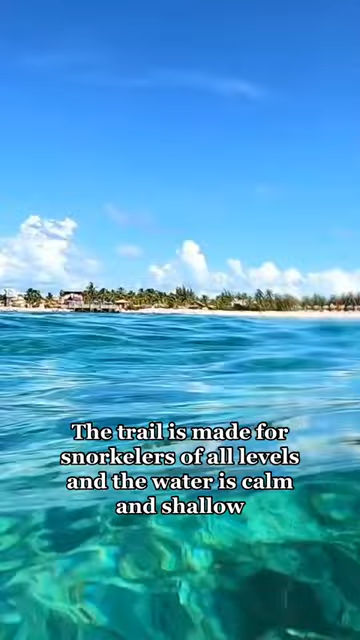 The trail is made for
snorkelers of all levels
and the water is calm
and shallow